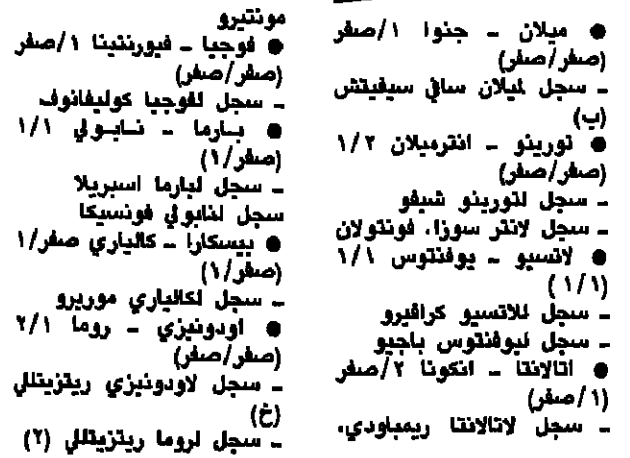 ● ميلان - جنوا ١/صفر
(صفر/صفر)
- سجل لميلان سافي سيفيتش
(ب)
● تورينو - انترميلان ١/٢
(صفر/صفر)
- سجل لتورينو شيفو
- سجل لانتر سوزا، فونتولان
● لاتسيو - يوفنتوس ١/١
(١/١)
- سجل للاتسيو كرافيرو
- سجل ليوفنتوس باجيو
● اتالانتا - انكونا ٢/صفر
(١/صفر)
- سجل لاتالانتا ريمباودي،
مونتيرو
● فوجيا - فيورنتينا ١/صفر
(صفر/صفر)
- سجل لفوجيا كوليفانوف
● بارما - نابولي ١/١
(صفر/١)
- سجل لبارما اسبريلا
سجل لنابولي فونسيكا
● بيسكارا - كالياري صفر/١
(صفر/١)
- سجل لكالياري موريرو
● اودونيزي - روما ٢/١
(صفر/صفر)
- سجل لاودونيزي ريتزيتللي
(خ)
- سجل لروما ريتزيتللي (٢)